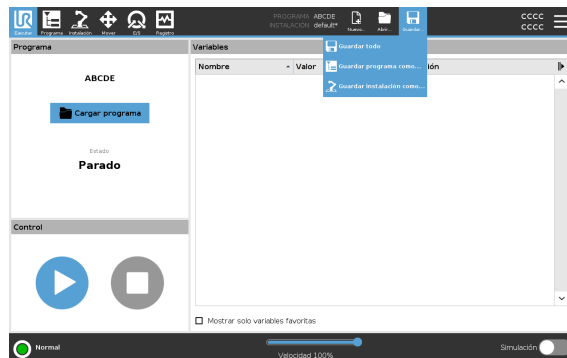 UR
Ejecutar Programa Instalación Mover E/S Registro
PROGRAMA ABCDE
INSTALACIÓN default*
Nuevo... Abrir... Guardar...
CCCC
CCCC
Programa
Variables
Guardar todo
Guardar programa como...
Guardar instalación como...
Nombre
Valor
ión
ABCDE
Cargar programa
Estado
Parado
Control
Mostrar solo variables favoritas
Normal
Velocidad 100%
Simulación